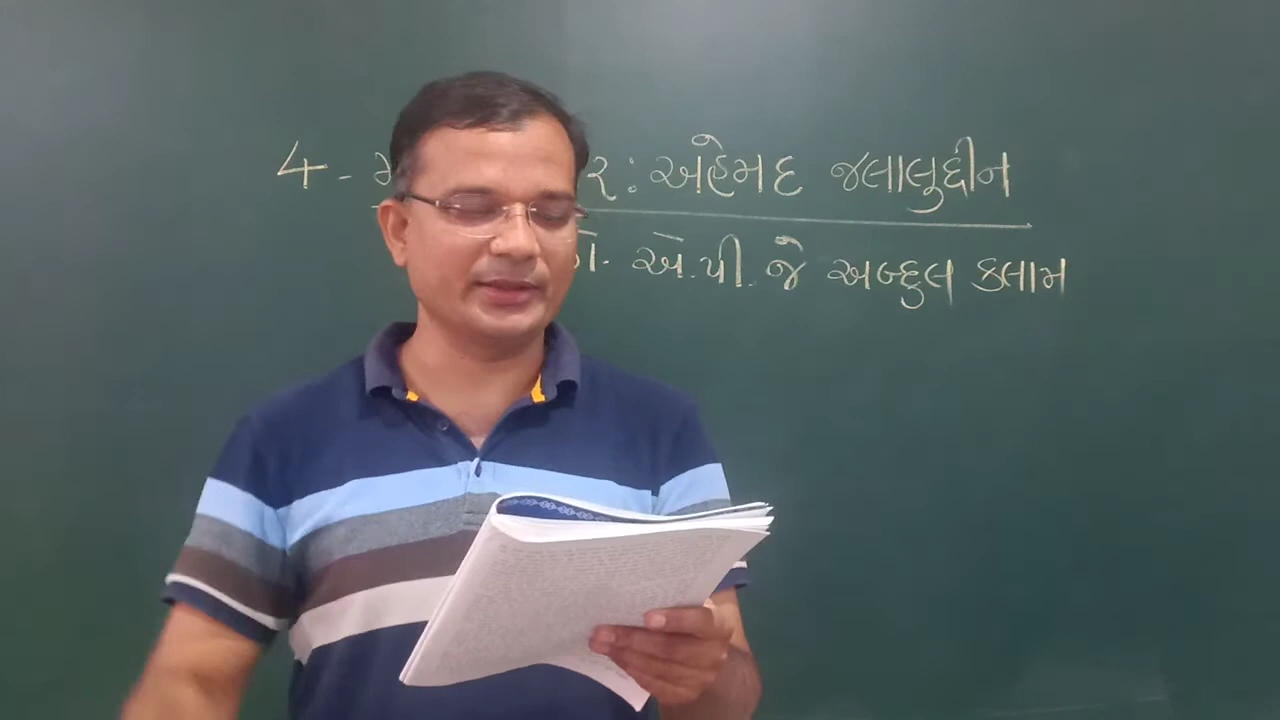 4 - : અહેમદ જલાલુદ્દીન
એ. પી. જે અબ્દુલ કલામ